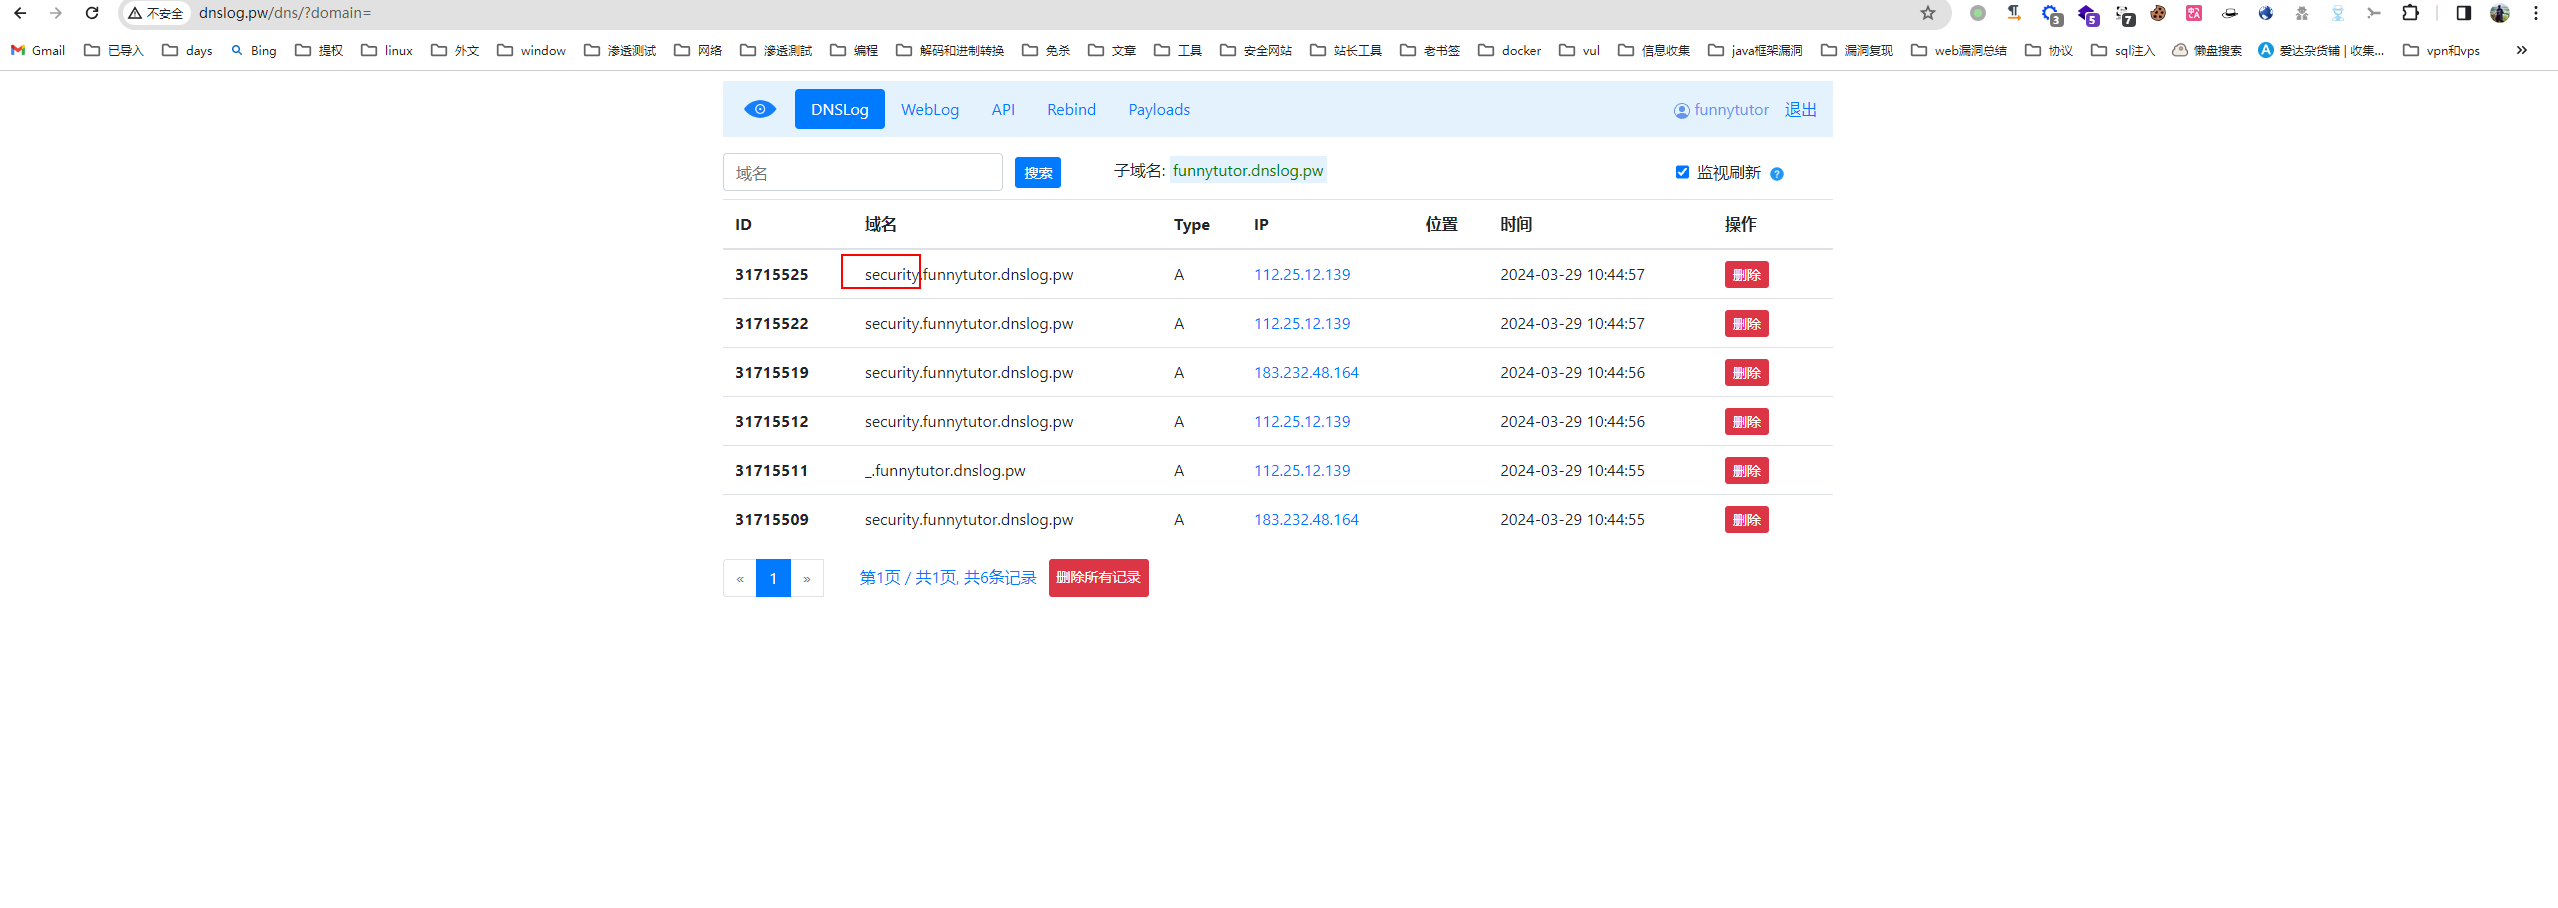 不安全 dnslog.pw/dns/?domain= 3 5 7
Gmail 已导入 days Bing 提权 linux 外文 window 渗透测试 网络 渗透測試 编程 解码和进制转换 免杀 文章 工具 安全网站 站长工具 老书签 docker vul 信息收集 java框架漏洞 漏洞复现 web漏洞总结 协议 sql注入 懒盘搜索 爱达杂货铺 | 收集... vpn和vps »
DNSLog WebLog API Rebind Payloads funnytutor 退出
域名 搜索 子域名: funnytutor.dnslog.pw 监视刷新 ?
ID 域名 Type IP 位置 时间 操作
31715525 security.funnytutor.dnslog.pw A 112.25.12.139 2024-03-29 10:44:57 删除
31715522 security.funnytutor.dnslog.pw A 112.25.12.139 2024-03-29 10:44:57 删除
31715519 security.funnytutor.dnslog.pw A 183.232.48.164 2024-03-29 10:44:56 删除
31715512 security.funnytutor.dnslog.pw A 112.25.12.139 2024-03-29 10:44:56 删除
31715511 _.funnytutor.dnslog.pw A 112.25.12.139 2024-03-29 10:44:55 删除
31715509 security.funnytutor.dnslog.pw A 183.232.48.164 2024-03-29 10:44:55 删除
« 1 » 第1页 / 共1页, 共6条记录 删除所有记录